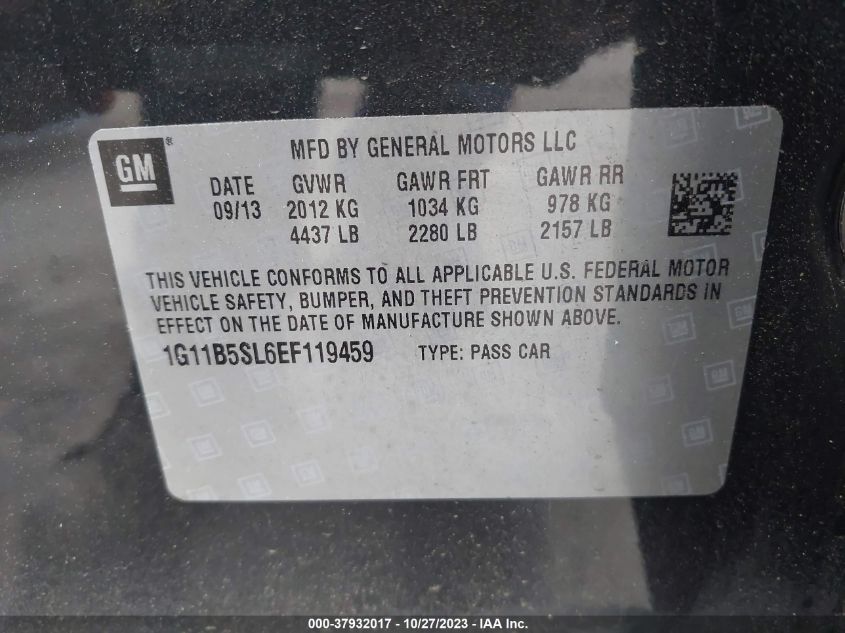 GM ®
MFD BY GENERAL MOTORS LLC
DATE GVWR GAWR FRT GAWR RR
09/13 2012 KG 1034 KG 978 KG
4437 LB 2280 LB 2157 LB
THIS VEHICLE CONFORMS TO ALL APPLICABLE U.S. FEDERAL MOTOR
VEHICLE SAFETY, BUMPER, AND THEFT PREVENTION STANDARDS IN
EFFECT ON THE DATE OF MANUFACTURE SHOWN ABOVE.
1G11B5SL6EF119459 TYPE: PASS CAR
000-37932017 - 10/27/2023 - IAA Inc.